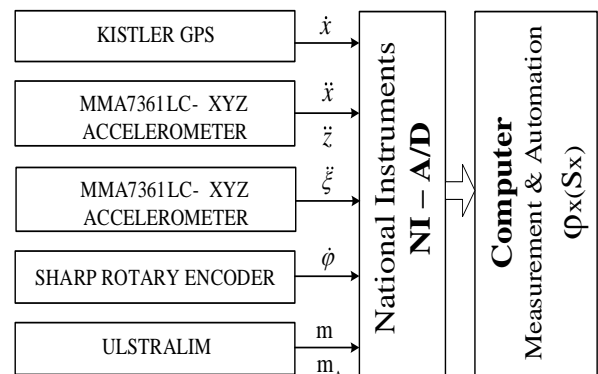 KISTLER GPS
ẋ
MMA7361LC- XYZ
ACCELEROMETER
ẍ
z̈
MMA7361LC- XYZ
ACCELEROMETER
ξ̈
SHARP ROTARY ENCODER
φ̇
ULSTRALIM
m
National Instruments
NI – A/D
Computer
Measurement & Automation
φx(Sx)